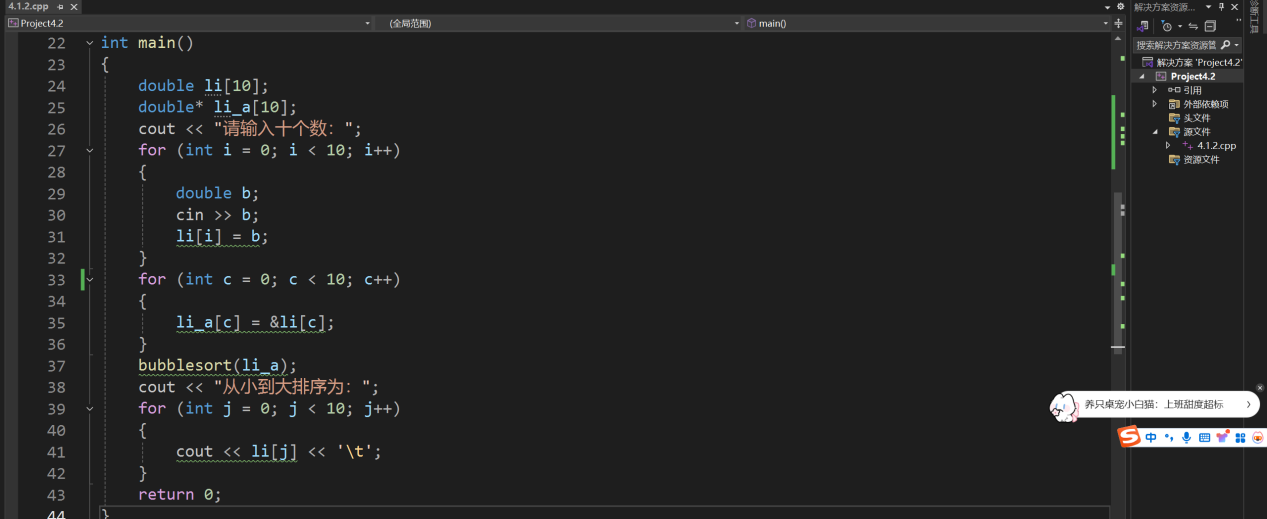 4.1.2.cpp
解决方案资源...
诊断工具
Project4.2
(全局范围)
main()
搜索解决方案资源管
解决方案 'Project4.2'
Project4.2
引用
外部依赖项
头文件
源文件
4.1.2.cpp
资源文件
22 int main()
23 {
24 double li[10];
25 double* li_a[10];
26 cout << "请输入十个数: ";
27 for (int i = 0; i < 10; i++)
28 {
29 double b;
30 cin >> b;
31 li[i] = b;
32 }
33 for (int c = 0; c < 10; c++)
34 {
35 li_a[c] = &li[c];
36 }
37 bubblesort(li_a);
38 cout << "从小到大排序为: ";
39 for (int j = 0; j < 10; j++)
40 {
41 cout << li[j] << '\t';
42 }
43 return 0;
44 }
养只桌宠小白猫：上班甜度超标
中